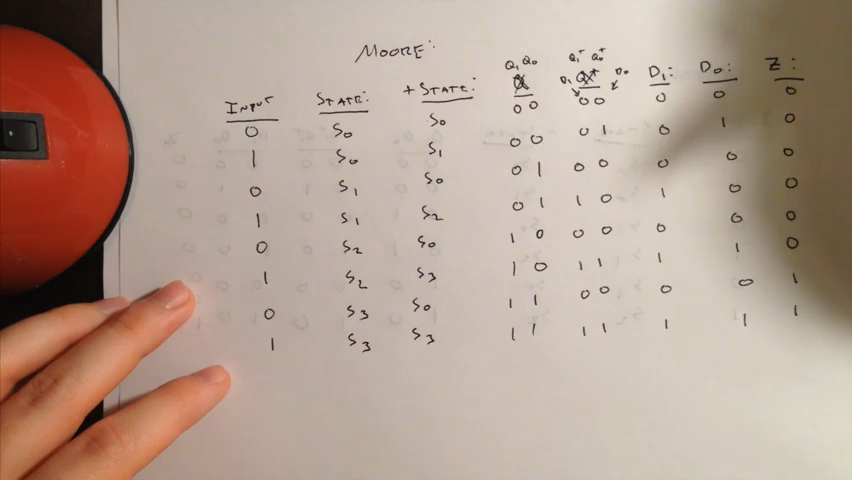 MOORE:
Q₁ Q₀ Q₁⁺ Q₀⁺
INPUT STATE: + STATE: Q D₁ Q⁺ D₀ D₁: D₀: Z:
0 S₀ S₀ 0 0 0 0 0 0 0
1 S₀ S₁ 0 0 0 1 0 1 0
0 S₁ S₀ 0 1 0 0 0 0 0
1 S₁ S₂ 0 1 1 0 1 0 0
0 S₂ S₀ 1 0 0 0 0 0 0
1 S₂ S₃ 1 0 1 1 1 1 0
0 S₃ S₀ 1 1 0 0 0 0 1
1 S₃ S₃ 1 1 1 1 1 1 1